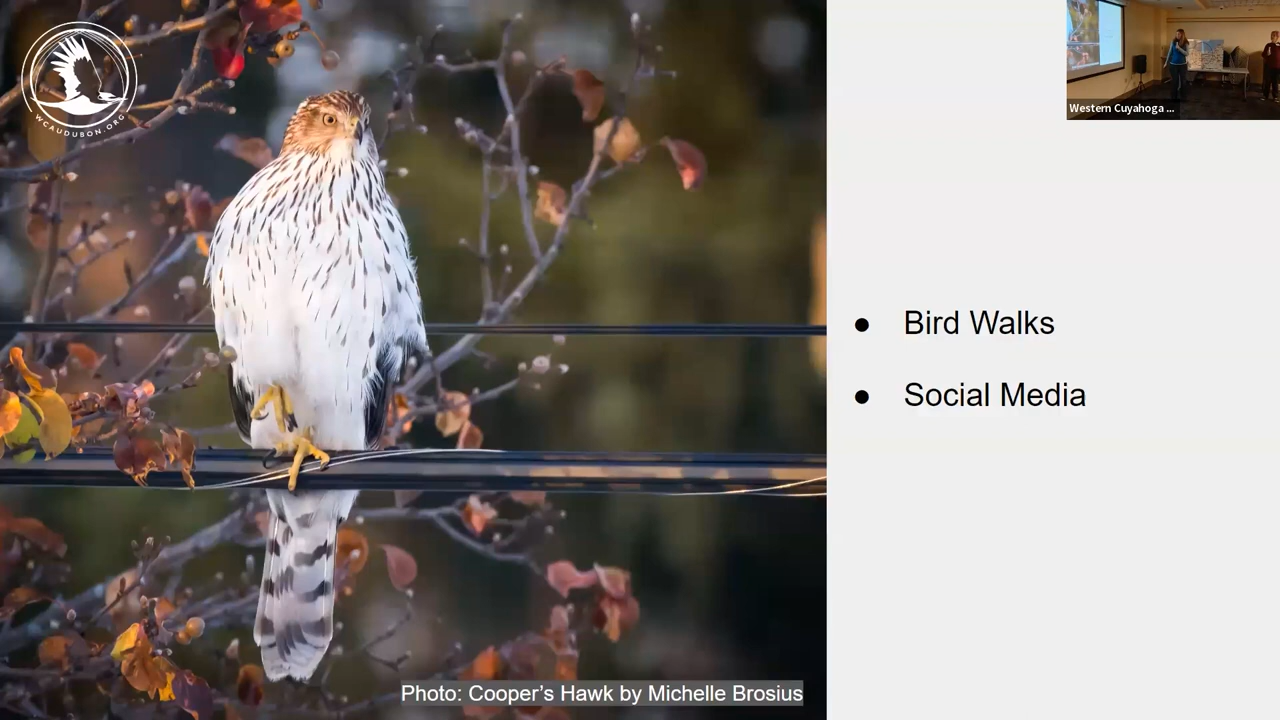 WCAUDUBON.ORG
Western Cuyahoga ...
● Bird Walks
● Social Media
Photo: Cooper’s Hawk by Michelle Brosius